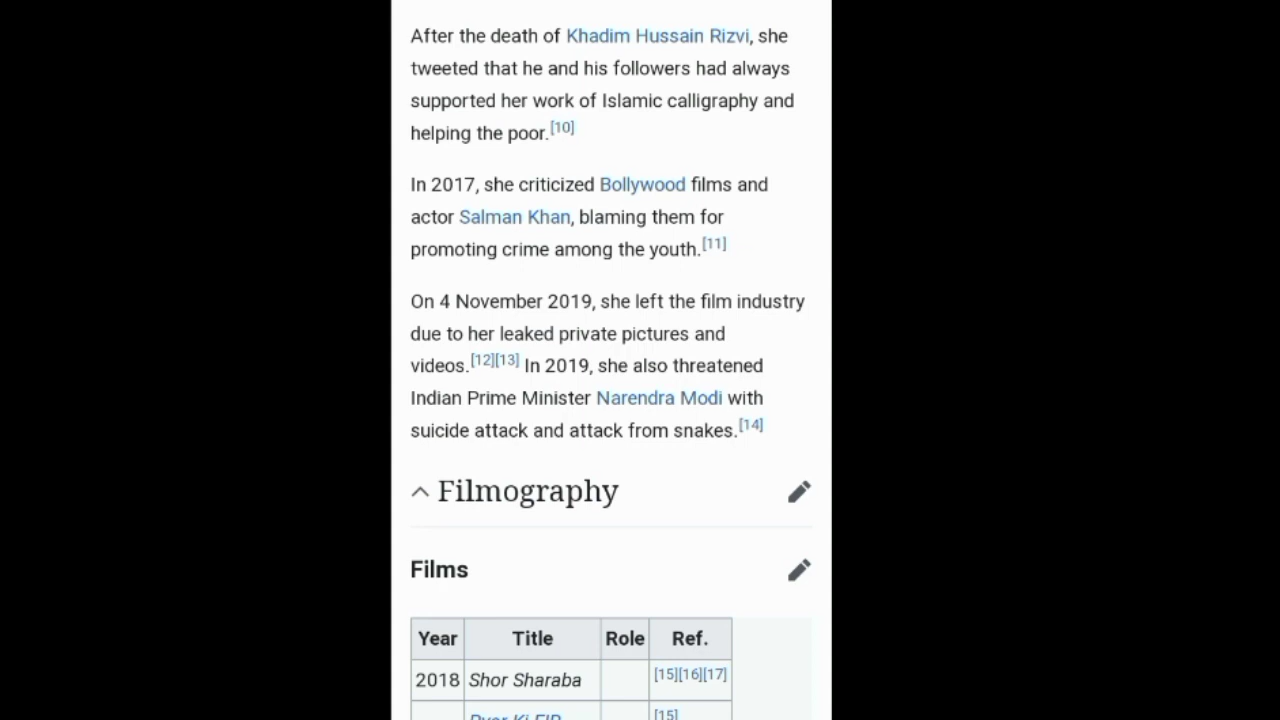 After the death of Khadim Hussain Rizvi, she
tweeted that he and his followers had always
supported her work of Islamic calligraphy and
helping the poor.[10]
In 2017, she criticized Bollywood films and
actor Salman Khan, blaming them for
promoting crime among the youth.[11]
On 4 November 2019, she left the film industry
due to her leaked private pictures and
videos.[12][13] In 2019, she also threatened
Indian Prime Minister Narendra Modi with
suicide attack and attack from snakes.[14]
Filmography
Films
Year Title Role Ref.
2018 Shor Sharaba [15][16][17]
Pyar Ki FIR [15]